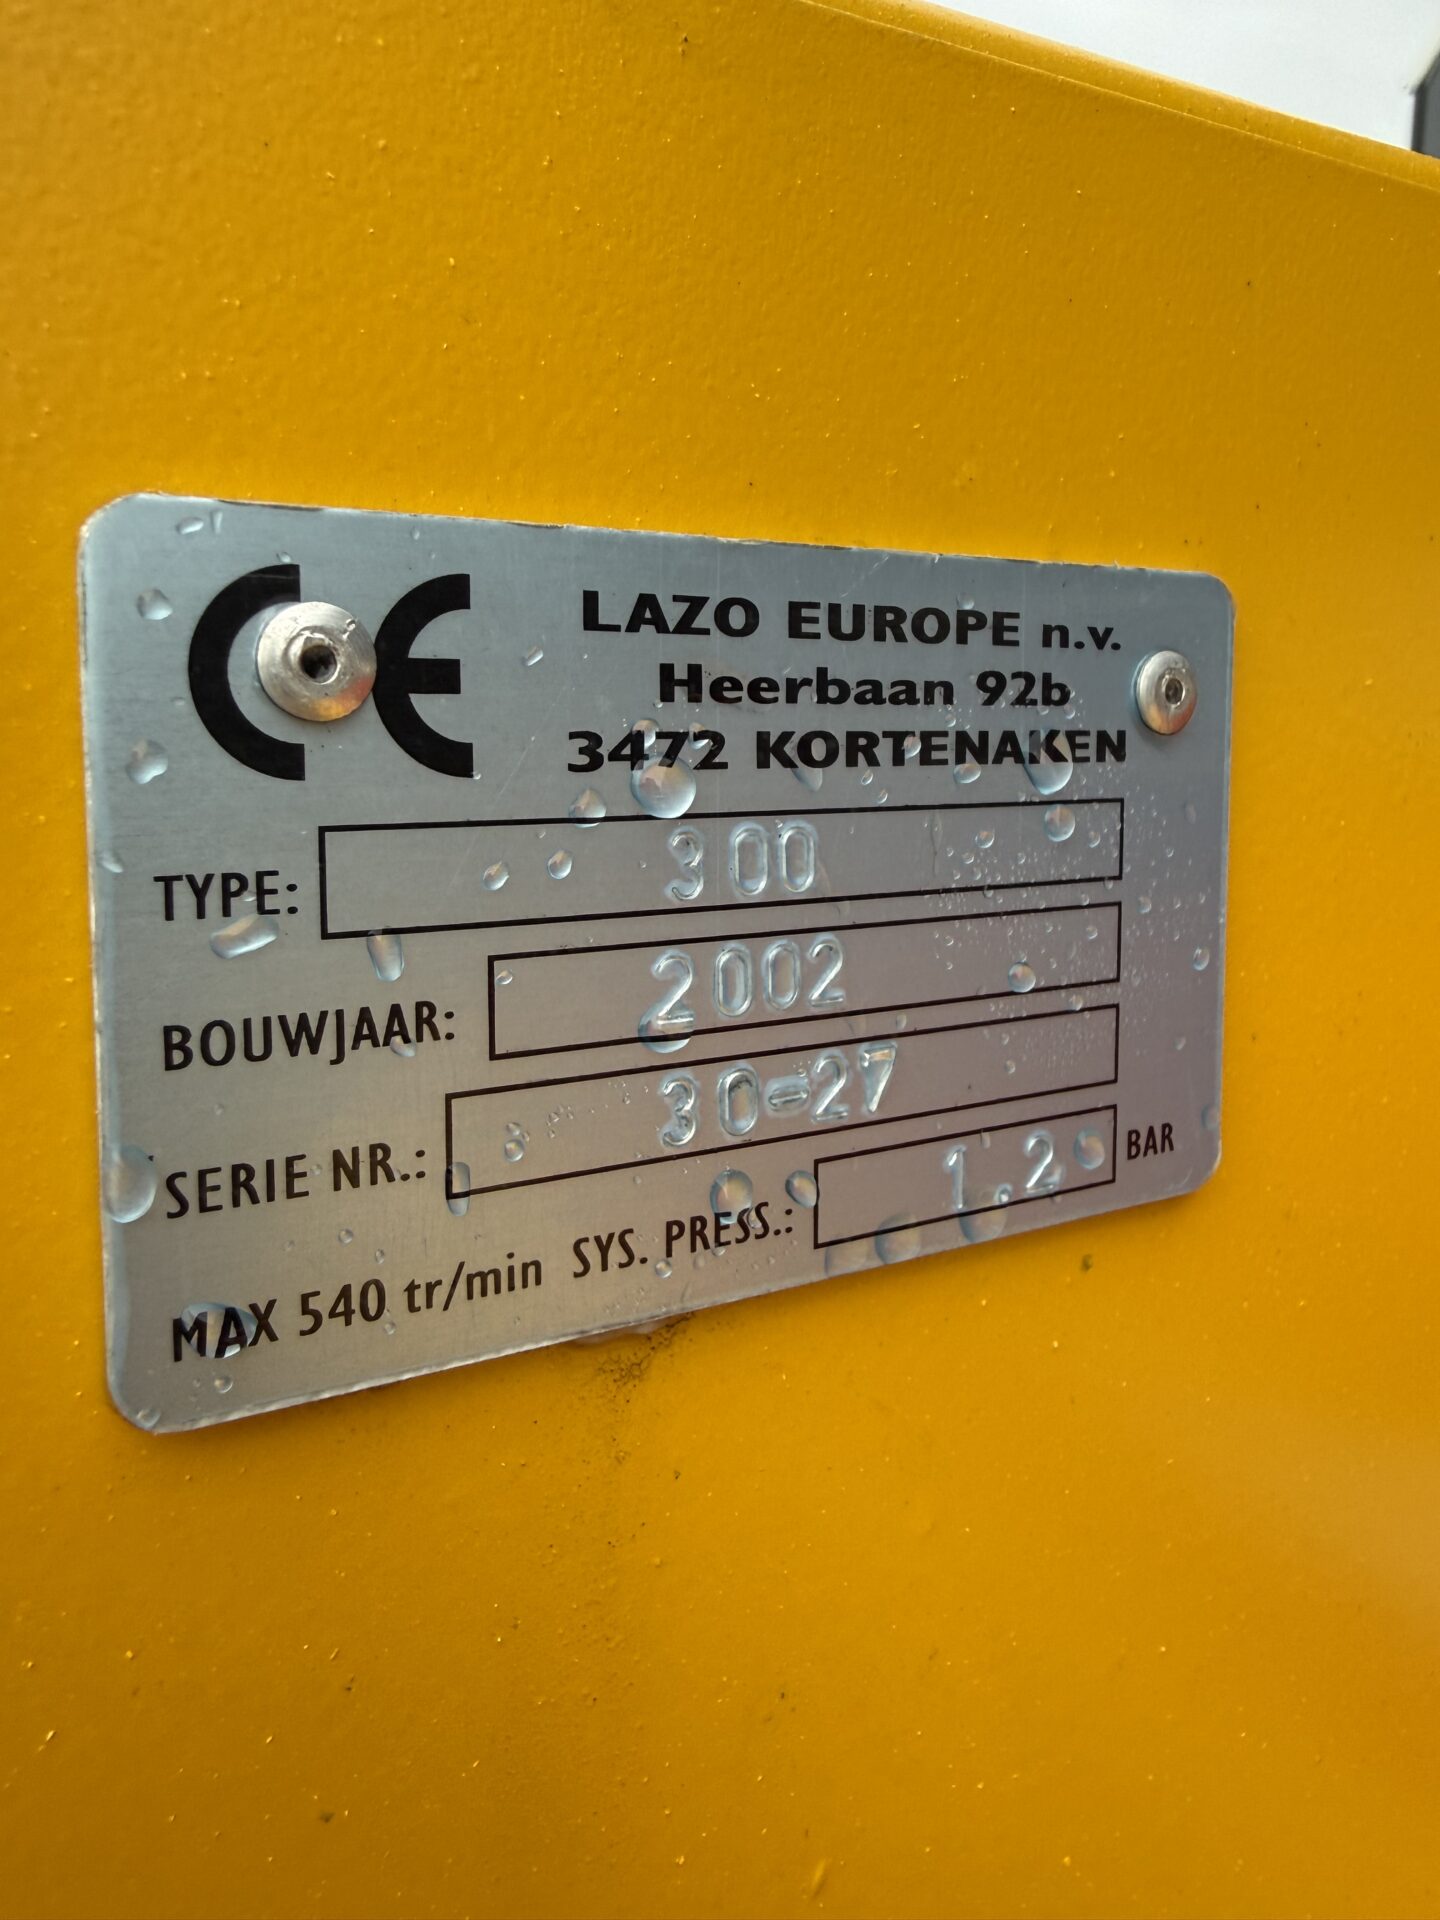 CE
LAZO EUROPE n.v.
Heerbaan 92b
3472 KORTENAKEN
TYPE: 300
BOUWJAAR: 2002
SERIE NR.: 30-27
MAX 540 tr/min SYS. PRESS.: 1.2 BAR